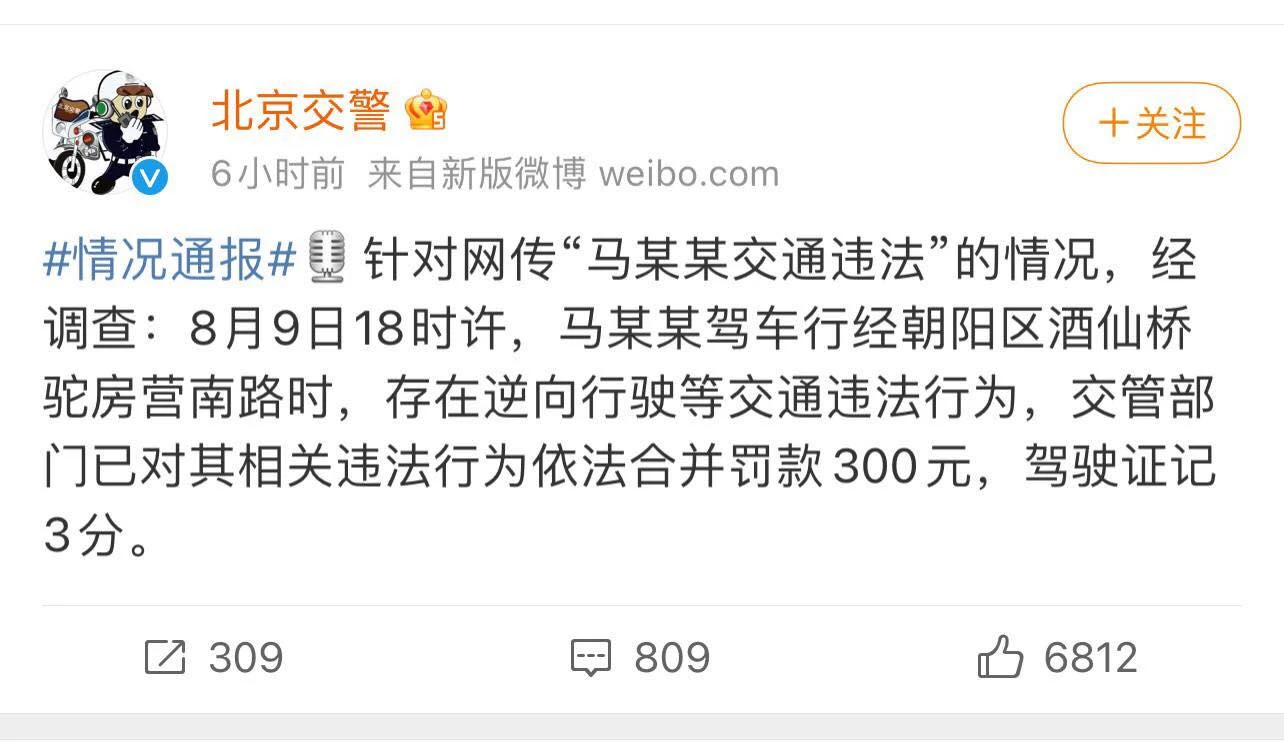 北京交警
+关注
6小时前 来自新版微博 weibo.com
#情况通报#🎙️针对网传“马某某交通违法”的情况，经
调查：8月9日18时许，马某某驾车行经朝阳区酒仙桥
驼房营南路时，存在逆向行驶等交通违法行为，交管部
门已对其相关违法行为依法合并罚款300元，驾驶证记
3分。
309 809 6812